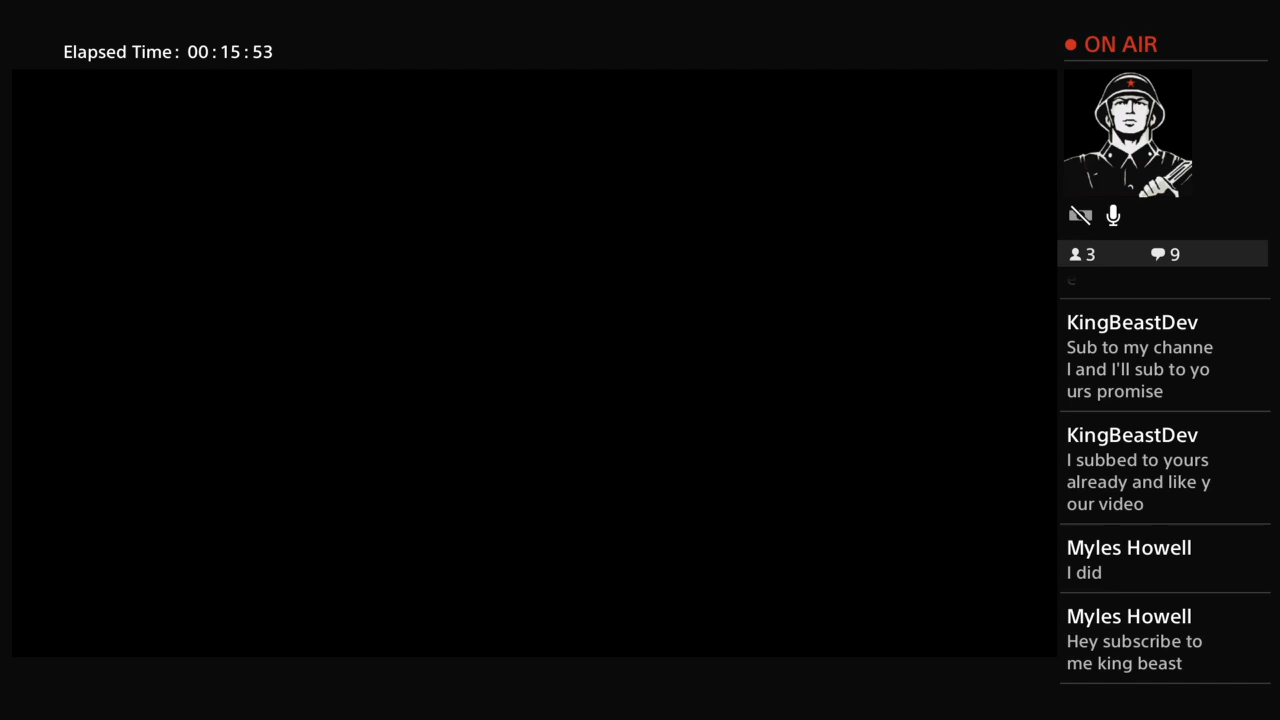 Elapsed Time: 00:15:53
ON AIR
3 9
KingBeastDev
Sub to my channe
l and I'll sub to yo
urs promise
KingBeastDev
I subbed to yours
already and like y
our video
Myles Howell
I did
Myles Howell
Hey subscribe to
me king beast